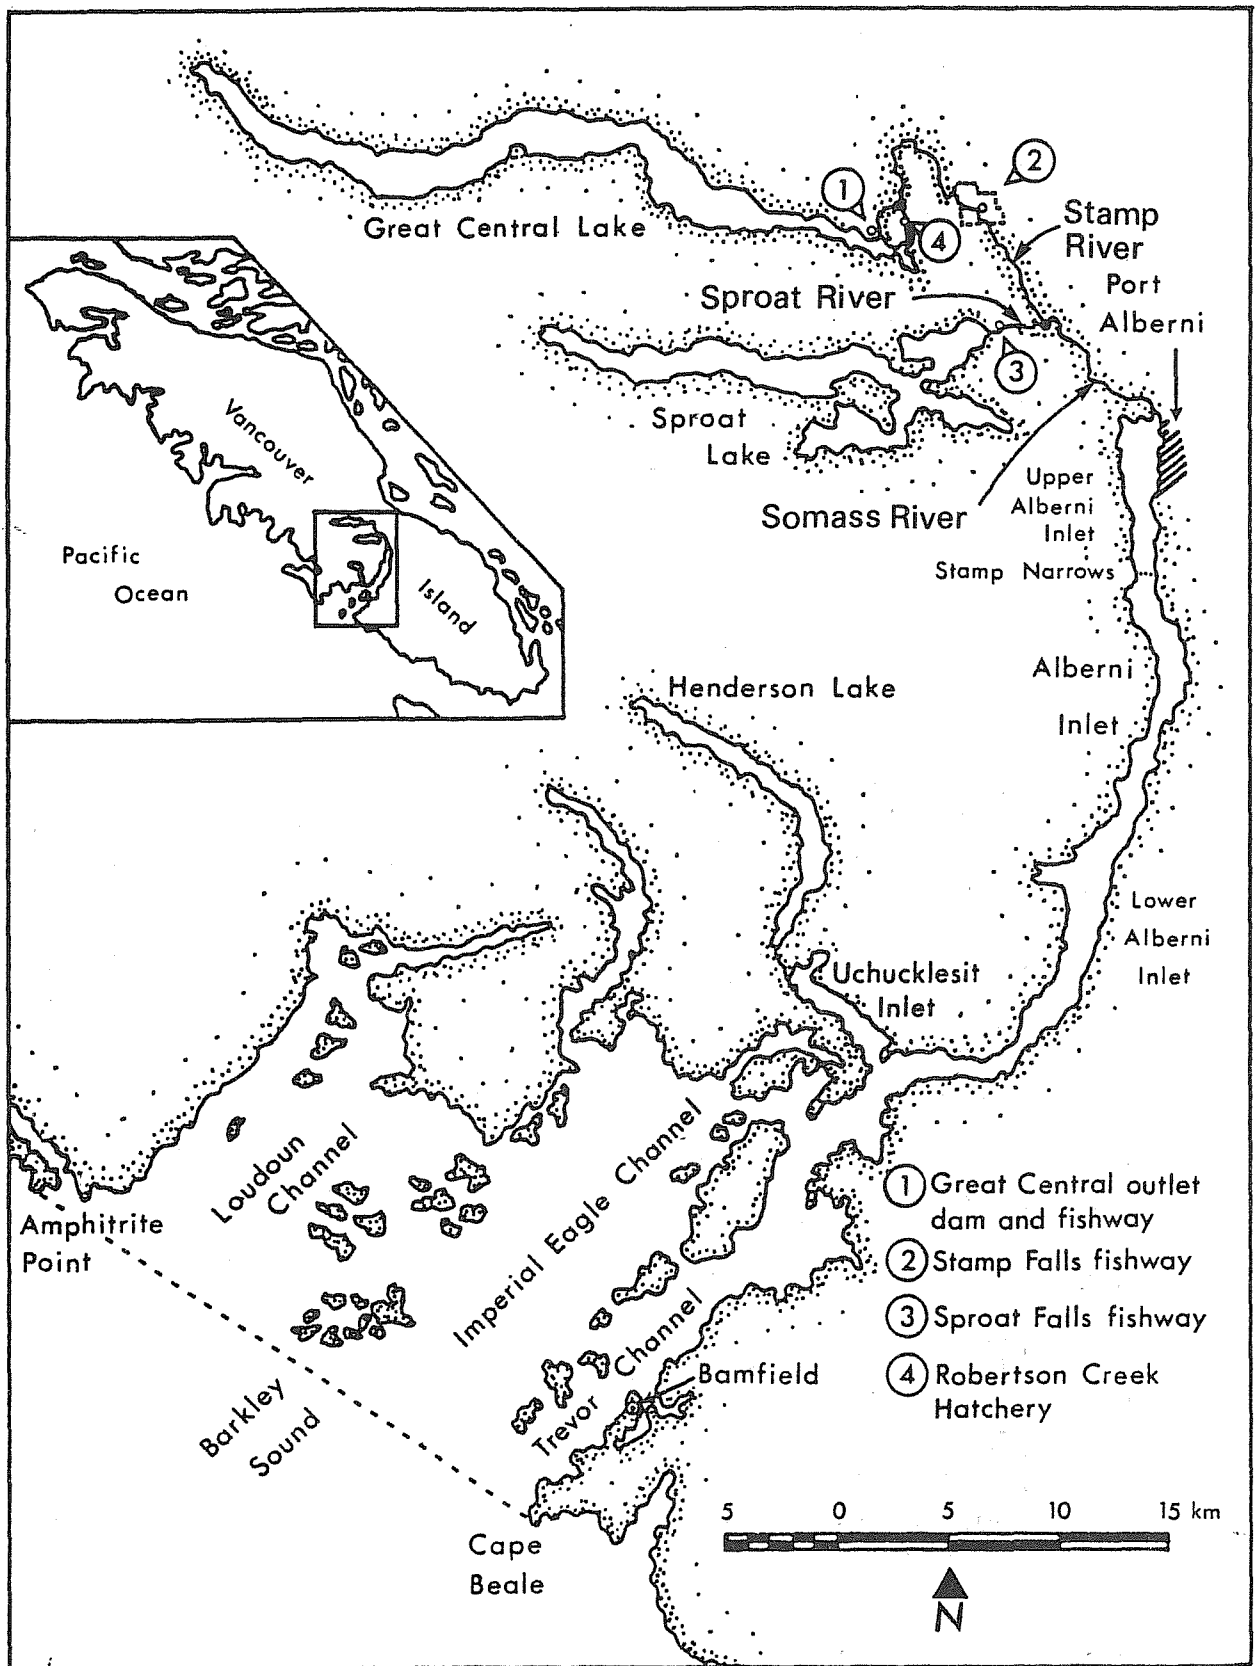 1
2
Great Central Lake
4
Stamp
River
Sproat River
Port
Alberni
3
Sproat
Lake
Somass River
Upper
Alberni
Inlet
Stamp Narrows
Vancouver
Island
Pacific
Ocean
Henderson Lake
Alberni
Inlet
Lower
Alberni
Inlet
Uchucklesit
Inlet
Loudoun
Channel
Imperial Eagle Channel
Trevor Channel
Amphitrite
Point
Barkley
Sound
Bamfield
Cape
Beale
1 Great Central outlet
dam and fishway
2 Stamp Falls fishway
3 Sproat Falls fishway
4 Robertson Creek
Hatchery
5 0 5 10 15 km
N